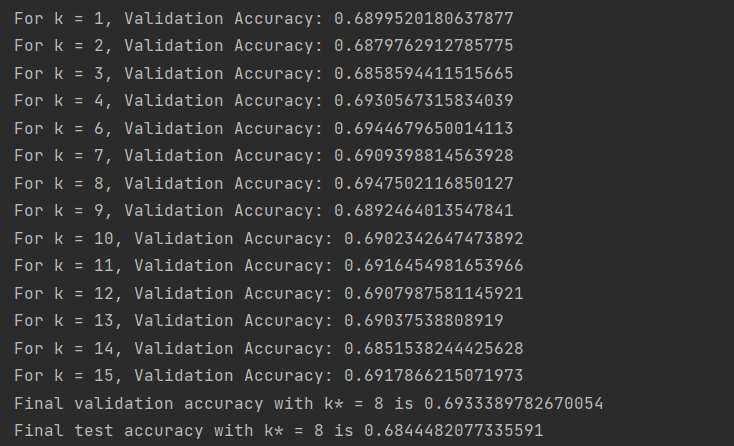 For k = 1, Validation Accuracy: 0.6899520180637877
For k = 2, Validation Accuracy: 0.6879762912785775
For k = 3, Validation Accuracy: 0.6858594411515665
For k = 4, Validation Accuracy: 0.6930567315834039
For k = 6, Validation Accuracy: 0.6944679650014113
For k = 7, Validation Accuracy: 0.6909398814563928
For k = 8, Validation Accuracy: 0.6947502116850127
For k = 9, Validation Accuracy: 0.6892464013547841
For k = 10, Validation Accuracy: 0.6902342647473892
For k = 11, Validation Accuracy: 0.6916454981653966
For k = 12, Validation Accuracy: 0.6907987581145921
For k = 13, Validation Accuracy: 0.69037538808919
For k = 14, Validation Accuracy: 0.6851538244425628
For k = 15, Validation Accuracy: 0.6917866215071973
Final validation accuracy with k* = 8 is 0.6933389782670054
Final test accuracy with k* = 8 is 0.6844482077335591